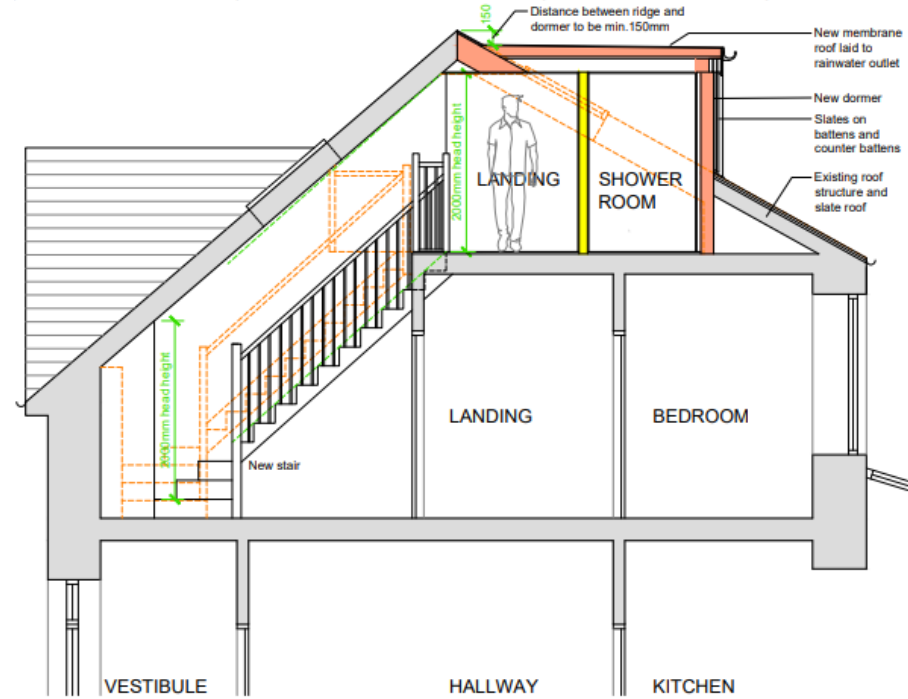 150
Distance between ridge and
dormer to be min.150mm
New membrane
roof laid to
rainwater outlet
New dormer
Slates on
battens and
counter battens
Existing roof
structure and
slate roof
2000mm head height
LANDING
SHOWER
ROOM
2000mm head height
LANDING
BEDROOM
New stair
VESTIBULE
HALLWAY
KITCHEN